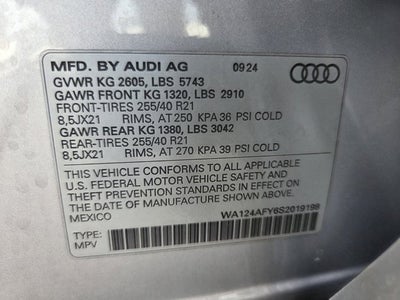 MFD. BY AUDI AG 09 24
GVWR KG 2605, LBS 5743
GAWR FRONT KG 1320, LBS 2910
FRONT-TIRES 255/40 R21
8,5JX21 RIMS, AT 250 KPA 36 PSI COLD
GAWR REAR KG 1380, LBS 3042
REAR-TIRES 255/40 R21
8,5JX21 RIMS, AT 270 KPA 39 PSI COLD
THIS VEHICLE CONFORMS TO ALL APPLICABLE
U.S. FEDERAL MOTOR VEHICLE SAFETY AND
THEFT PREVENTION STANDARDS IN EFFECT ON
THE DATE OF MANUFACTURE SHOWN ABOVE
MEXICO
WA124AFY6S2019198
TYPE:
MPV